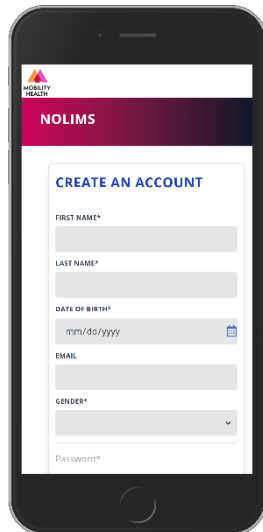 MOBILITY
HEALTH
NOLIMS
CREATE AN ACCOUNT
FIRST NAME*
LAST NAME*
DATE OF BIRTH*
mm/dd/yyyy
EMAIL
GENDER*
Password*